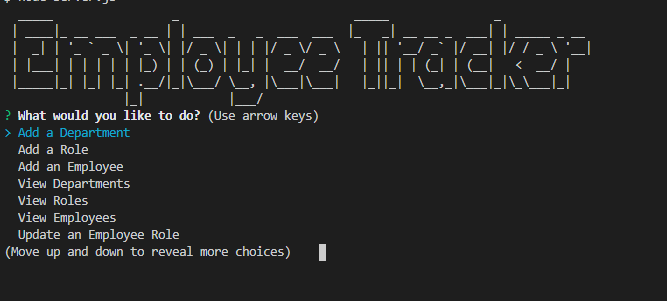 $ node server.js
Employee Tracker
? What would you like to do? (Use arrow keys)
> Add a Department
Add a Role
Add an Employee
View Departments
View Roles
View Employees
Update an Employee Role
(Move up and down to reveal more choices)